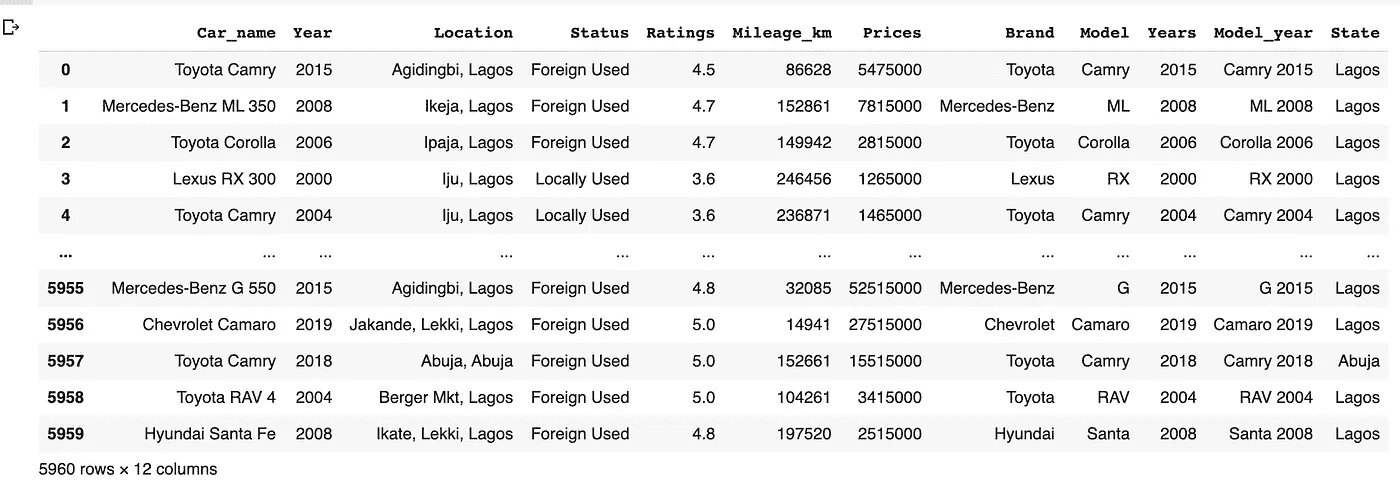 Car_name Year Location Status Ratings Mileage_km Prices Brand Model Years Model_year State
0 Toyota Camry 2015 Agidingbi, Lagos Foreign Used 4.5 86628 5475000 Toyota Camry 2015 Camry 2015 Lagos
1 Mercedes-Benz ML 350 2008 Ikeja, Lagos Foreign Used 4.7 152861 7815000 Mercedes-Benz ML 2008 ML 2008 Lagos
2 Toyota Corolla 2006 Ipaja, Lagos Foreign Used 4.7 149942 2815000 Toyota Corolla 2006 Corolla 2006 Lagos
3 Lexus RX 300 2000 Iju, Lagos Locally Used 3.6 246456 1265000 Lexus RX 2000 RX 2000 Lagos
4 Toyota Camry 2004 Iju, Lagos Locally Used 3.6 236871 1465000 Toyota Camry 2004 Camry 2004 Lagos
... ... ... ... ... ... ... ... ... ... ... ... ...
5955 Mercedes-Benz G 550 2015 Agidingbi, Lagos Foreign Used 4.8 32085 52515000 Mercedes-Benz G 2015 G 2015 Lagos
5956 Chevrolet Camaro 2019 Jakande, Lekki, Lagos Foreign Used 5.0 14941 27515000 Chevrolet Camaro 2019 Camaro 2019 Lagos
5957 Toyota Camry 2018 Abuja, Abuja Foreign Used 5.0 152661 15515000 Toyota Camry 2018 Camry 2018 Abuja
5958 Toyota RAV 4 2004 Berger Mkt, Lagos Foreign Used 5.0 104261 3415000 Toyota RAV 2004 RAV 2004 Lagos
5959 Hyundai Santa Fe 2008 Ikate, Lekki, Lagos Foreign Used 4.8 197520 2515000 Hyundai Santa 2008 Santa 2008 Lagos
5960 rows × 12 columns